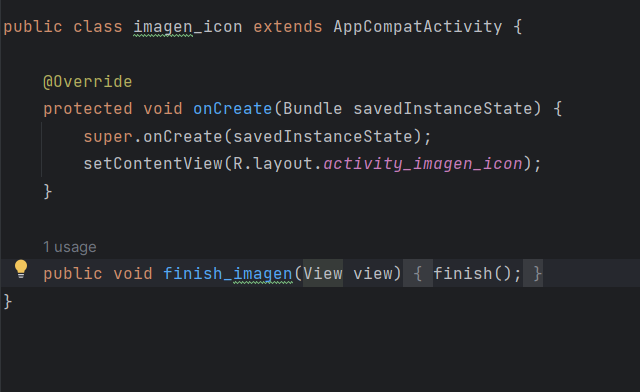 public class imagen_icon extends AppCompatActivity {
@Override
protected void onCreate(Bundle savedInstanceState) {
super.onCreate(savedInstanceState);
setContentView(R.layout.activity_imagen_icon);
}
1 usage
public void finish_imagen(View view) { finish(); }
}